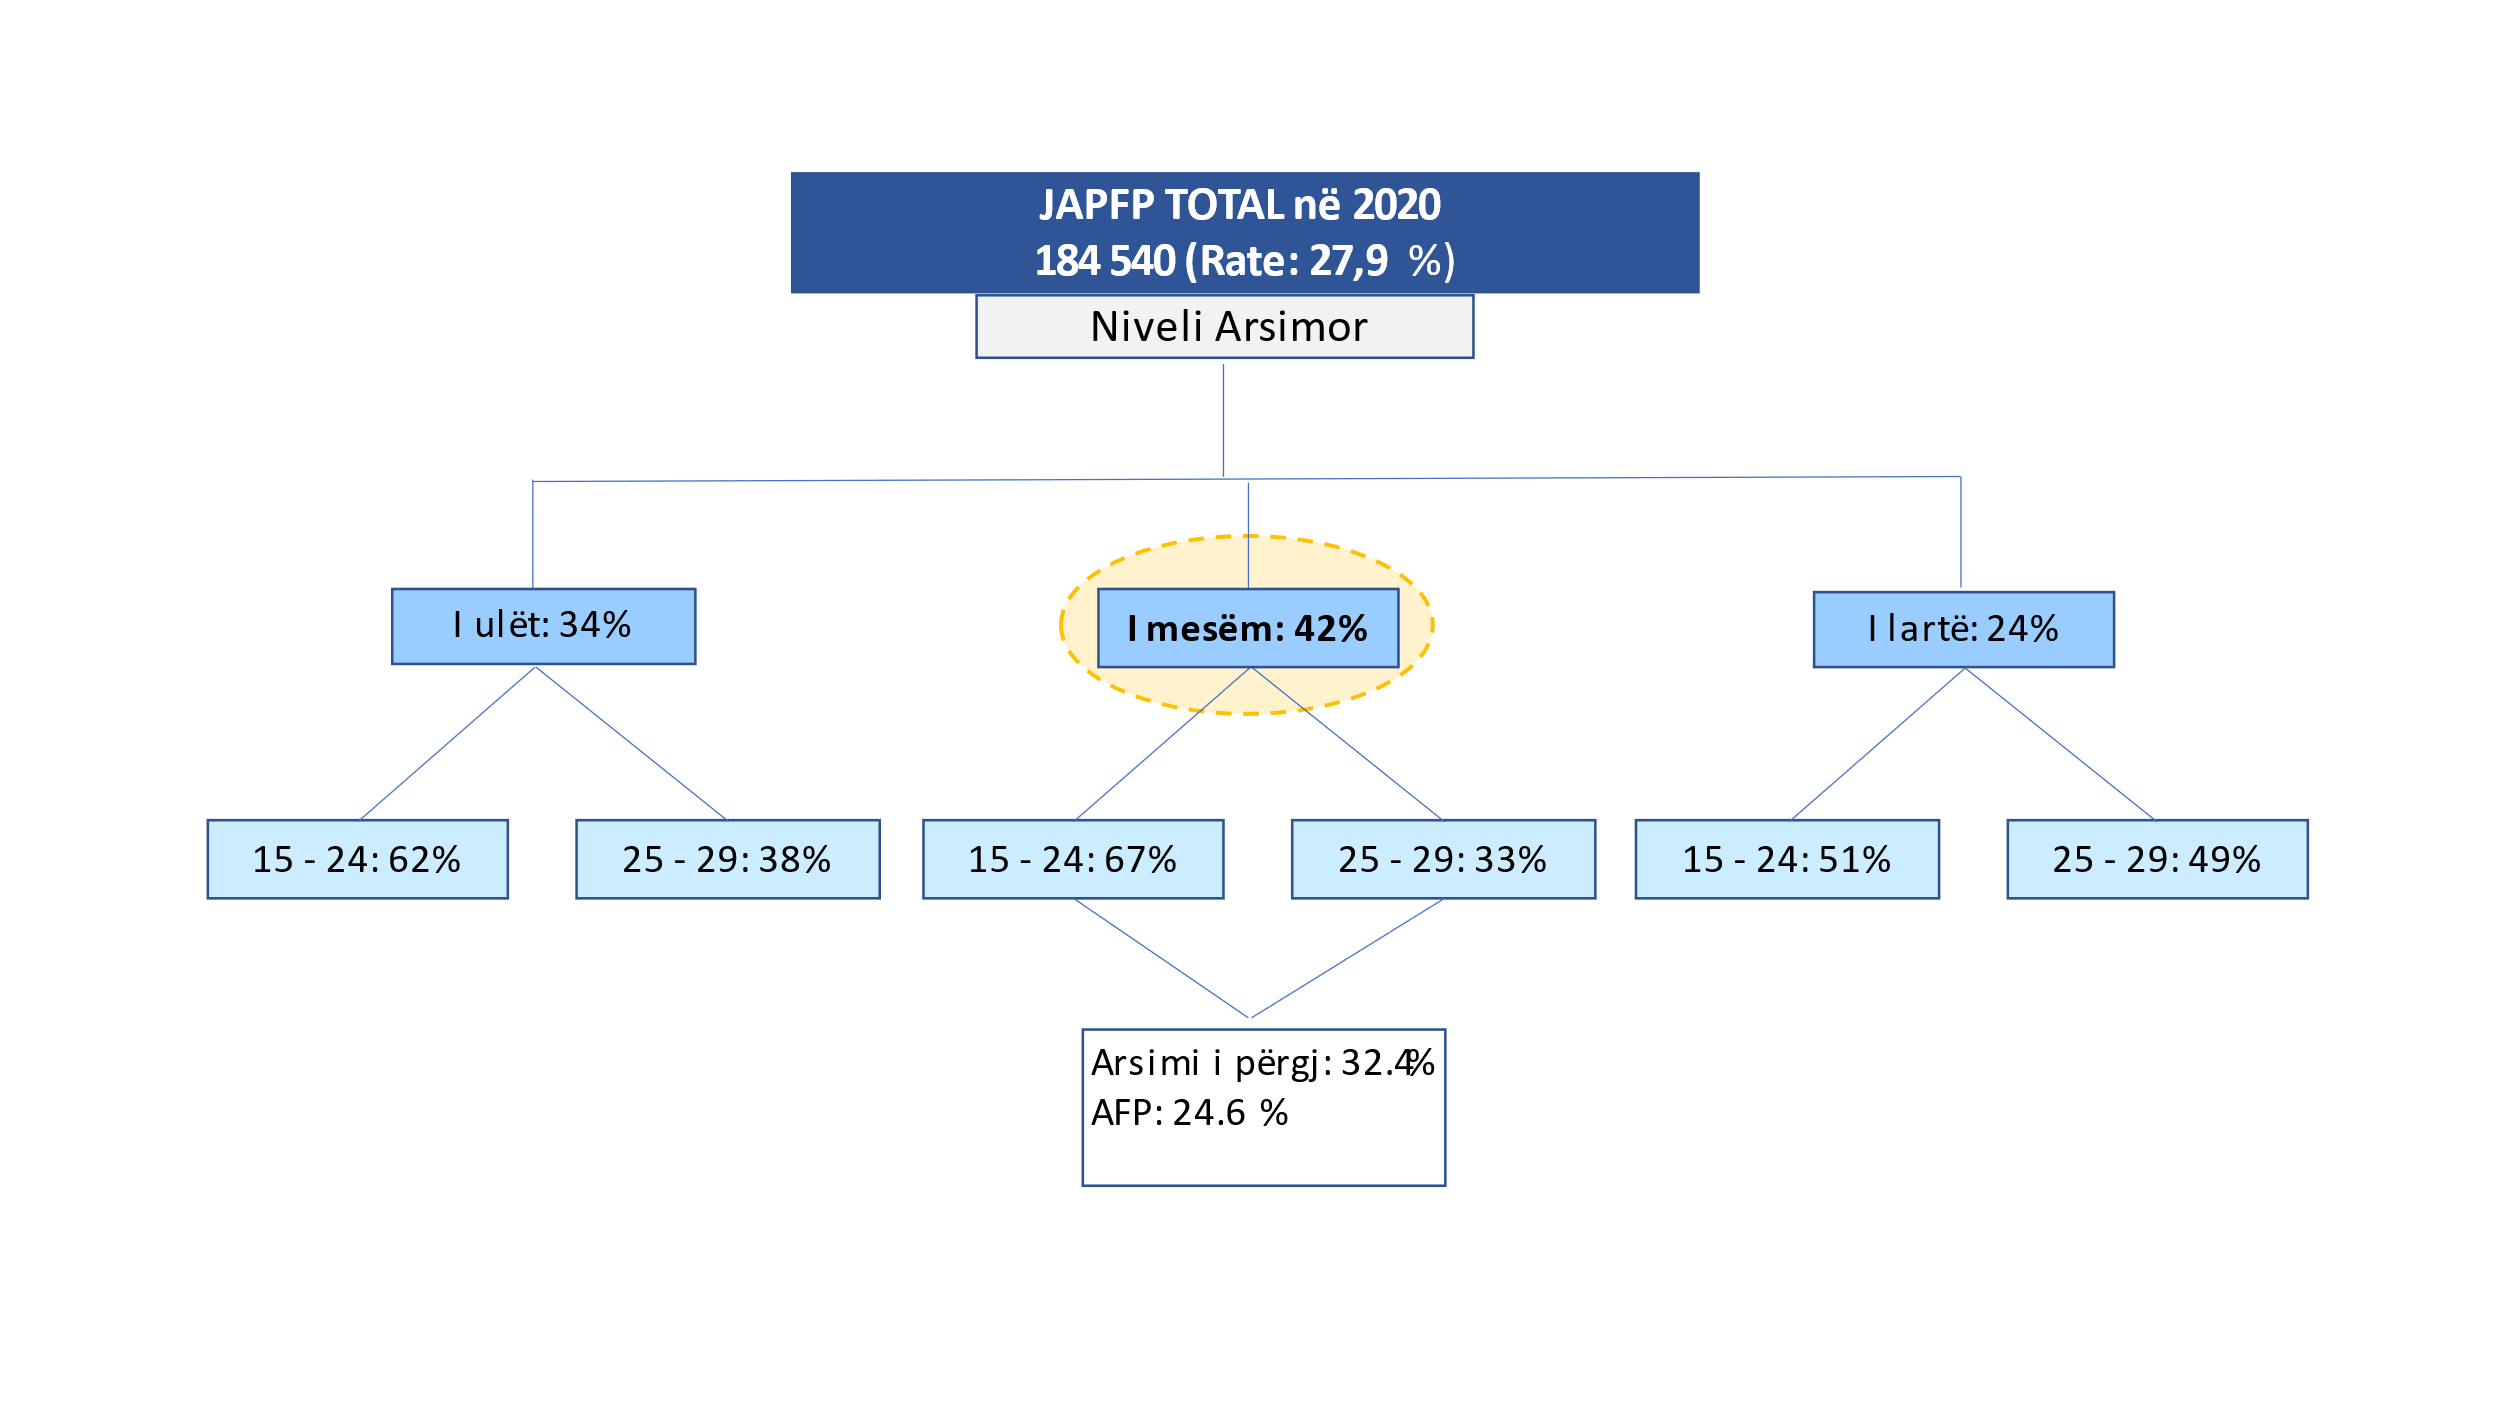 JAPFP TOTAL në 2020
184 540 (Rate: 27,9 %)
Niveli Arsimor
I ulët: 34%
I mesëm: 42%
I lartë: 24%
15 - 24: 62%
25 - 29: 38%
15 - 24: 67%
25 - 29: 33%
15 - 24: 51%
25 - 29: 49%
Arsimi i përgj: 32.4%
AFP: 24.6 %